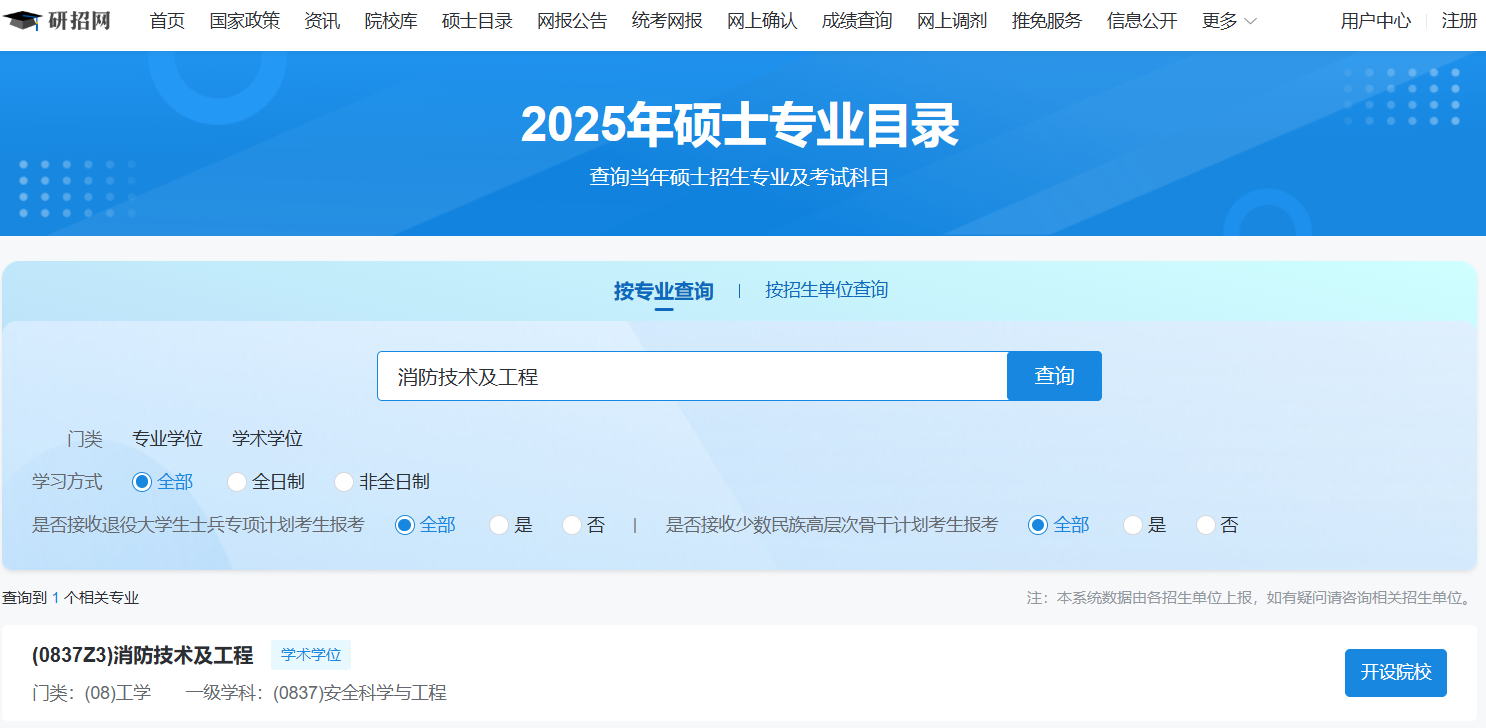 研招网 首页 国家政策 资讯 院校库 硕士目录 网报公告 统考网报 网上确认 成绩查询 网上调剂 推免服务 信息公开 更多 用户中心 注册
2025年硕士专业目录
查询当年硕士招生专业及考试科目
按专业查询 | 按招生单位查询
消防技术及工程 查询
门类 专业学位 学术学位
学习方式 全部 全日制 非全日制
是否接收退役大学生士兵专项计划考生报考 全部 是 否 | 是否接收少数民族高层次骨干计划考生报考 全部 是 否
查询到 1 个相关专业 注：本系统数据由各招生单位上报，如有疑问请咨询相关招生单位。
(0837Z3)消防技术及工程 学术学位
门类：(08)工学 一级学科：(0837)安全科学与工程
开设院校